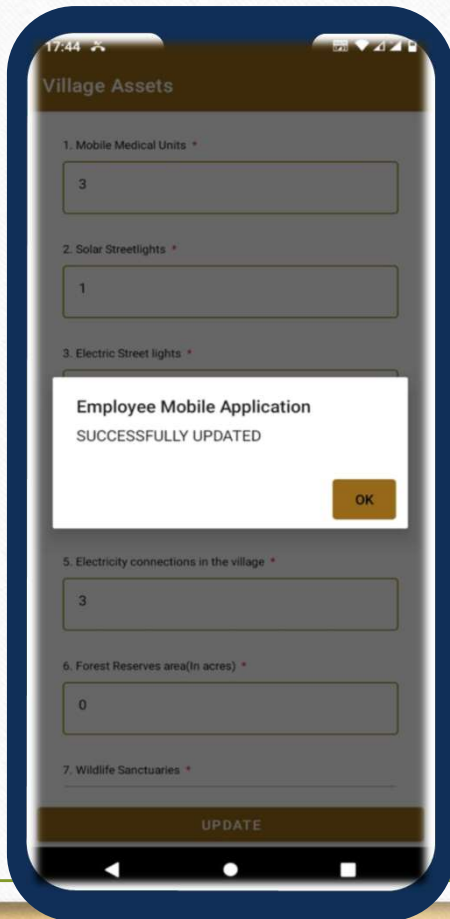 17:44
Village Assets
1. Mobile Medical Units *
3
2. Solar Streetlights *
1
3. Electric Street lights *
Employee Mobile Application
SUCCESSFULLY UPDATED
OK
5. Electricity connections in the village *
3
6. Forest Reserves area(In acres) *
0
7. Wildlife Sanctuaries *
UPDATE